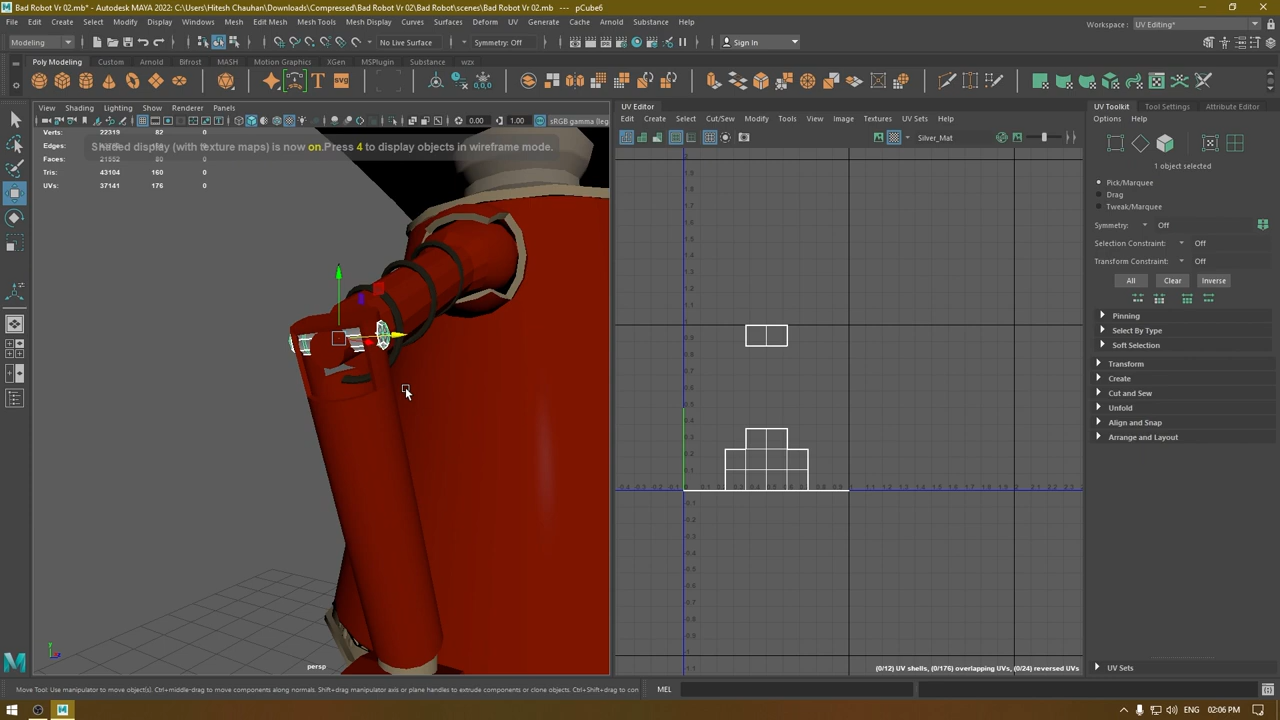 Bad Robot Vr 02.mb* - Autodesk MAYA 2022: C:\Users\Hitesh Chauhan\Downloads\Compressed\Bad Robot Vr 02\Bad Robot\scenes\Bad Robot Vr 02.mb --- pCube6
File Edit Create Select Modify Display Windows Mesh Edit Mesh Mesh Tools Mesh Display Curves Surfaces Deform UV Generate Cache Arnold Substance Help
Workspace : UV Editing*
Modeling No Live Surface Symmetry: Off Sign In
Poly Modeling Custom Arnold Bifrost MASH Motion Graphics XGen MSPlugin Substance wzx
View Shading Lighting Show Renderer Panels
0.00 1.00 sRGB gamma (leg
Verts: 22319 82 0
Edges: 82
Faces: 21552 80 0
Tris: 43104 160 0
UVs: 37141 176 0
Shaded display (with texture maps) is now on. Press 4 to display objects in wireframe mode.
persp
UV Editor
Edit Create Select Cut/Sew Modify Tools View Image Textures UV Sets Help
Silver_Mat
(0/12) UV shells, (0/176) overlapping UVs, (0/24) reversed UVs
UV Toolkit Tool Settings Attribute Editor
Options Help
1 object selected
Pick/Marquee
Drag
Tweak/Marquee
Symmetry: Off
Selection Constraint: Off
Transform Constraint: Off
All Clear Inverse
Pinning
Select By Type
Soft Selection
Transform
Create
Cut and Sew
Unfold
Align and Snap
Arrange and Layout
UV Sets
Move Tool: Use manipulator to move object(s). Ctrl+middle-drag to move components along normals. Shift+drag manipulator axis or plane handles to extrude components or clone objects. Ctrl+Shift+drag to con
MEL
ENG 02:06 PM